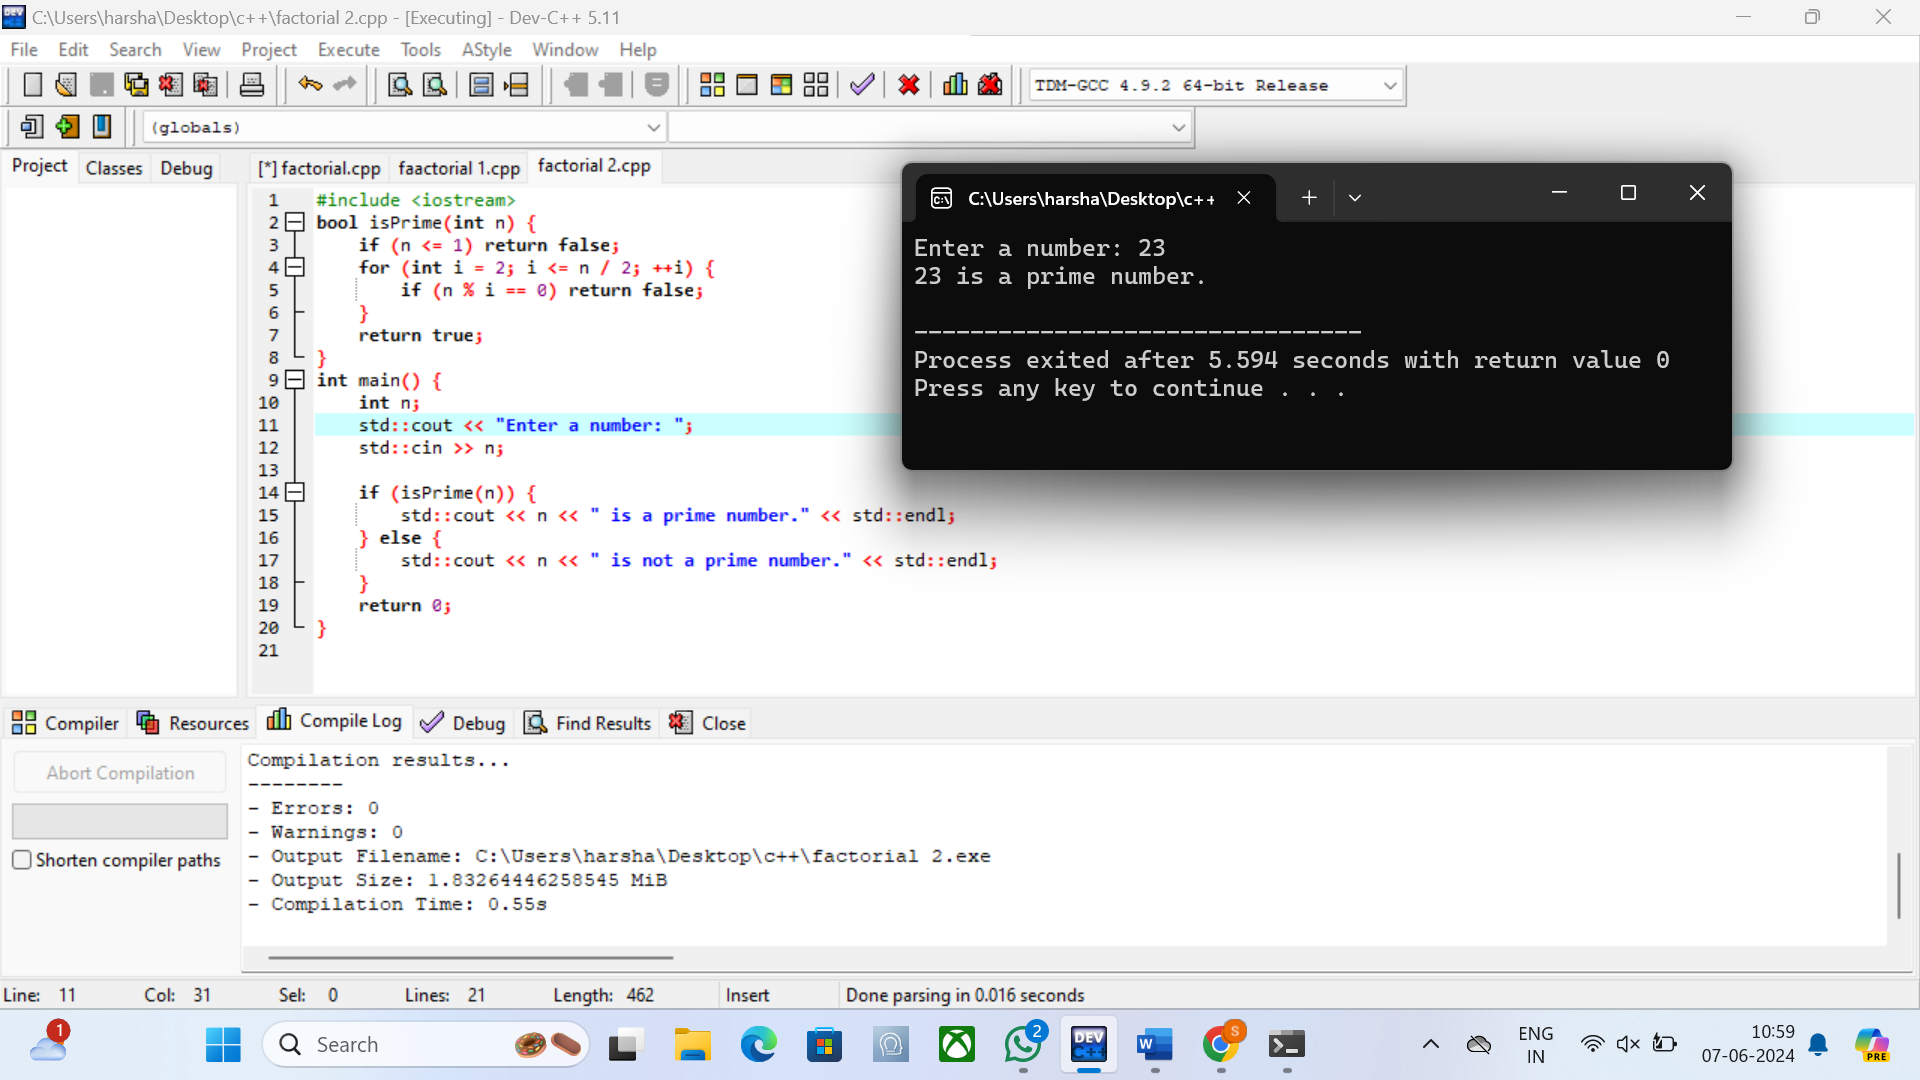 C:\Users\harsha\Desktop\c++\factorial 2.cpp - [Executing] - Dev-C++ 5.11
File Edit Search View Project Execute Tools AStyle Window Help
TDM-GCC 4.9.2 64-bit Release
(globals)
Project Classes Debug [*] factorial.cpp faactorial 1.cpp factorial 2.cpp
1 #include <iostream>
2 bool isPrime(int n) {
3 if (n <= 1) return false;
4 for (int i = 2; i <= n / 2; ++i) {
5 if (n % i == 0) return false;
6 }
7 return true;
8 }
9 int main() {
10 int n;
11 std::cout << "Enter a number: ";
12 std::cin >> n;
13
14 if (isPrime(n)) {
15 std::cout << n << " is a prime number." << std::endl;
16 } else {
17 std::cout << n << " is not a prime number." << std::endl;
18 }
19 return 0;
20 }
21
C:\Users\harsha\Desktop\c++
Enter a number: 23
23 is a prime number.
--------------------------------
Process exited after 5.594 seconds with return value 0
Press any key to continue . . .
Compiler Resources Compile Log Debug Find Results Close
Abort Compilation
Shorten compiler paths
Compilation results...
--------
- Errors: 0
- Warnings: 0
- Output Filename: C:\Users\harsha\Desktop\c++\factorial 2.exe
- Output Size: 1.83264446258545 MiB
- Compilation Time: 0.55s
Line: 11 Col: 31 Sel: 0 Lines: 21 Length: 462 Insert Done parsing in 0.016 seconds
1
Search
DEV C++
W
2
S
PRE
ENG
IN
10:59
07-06-2024